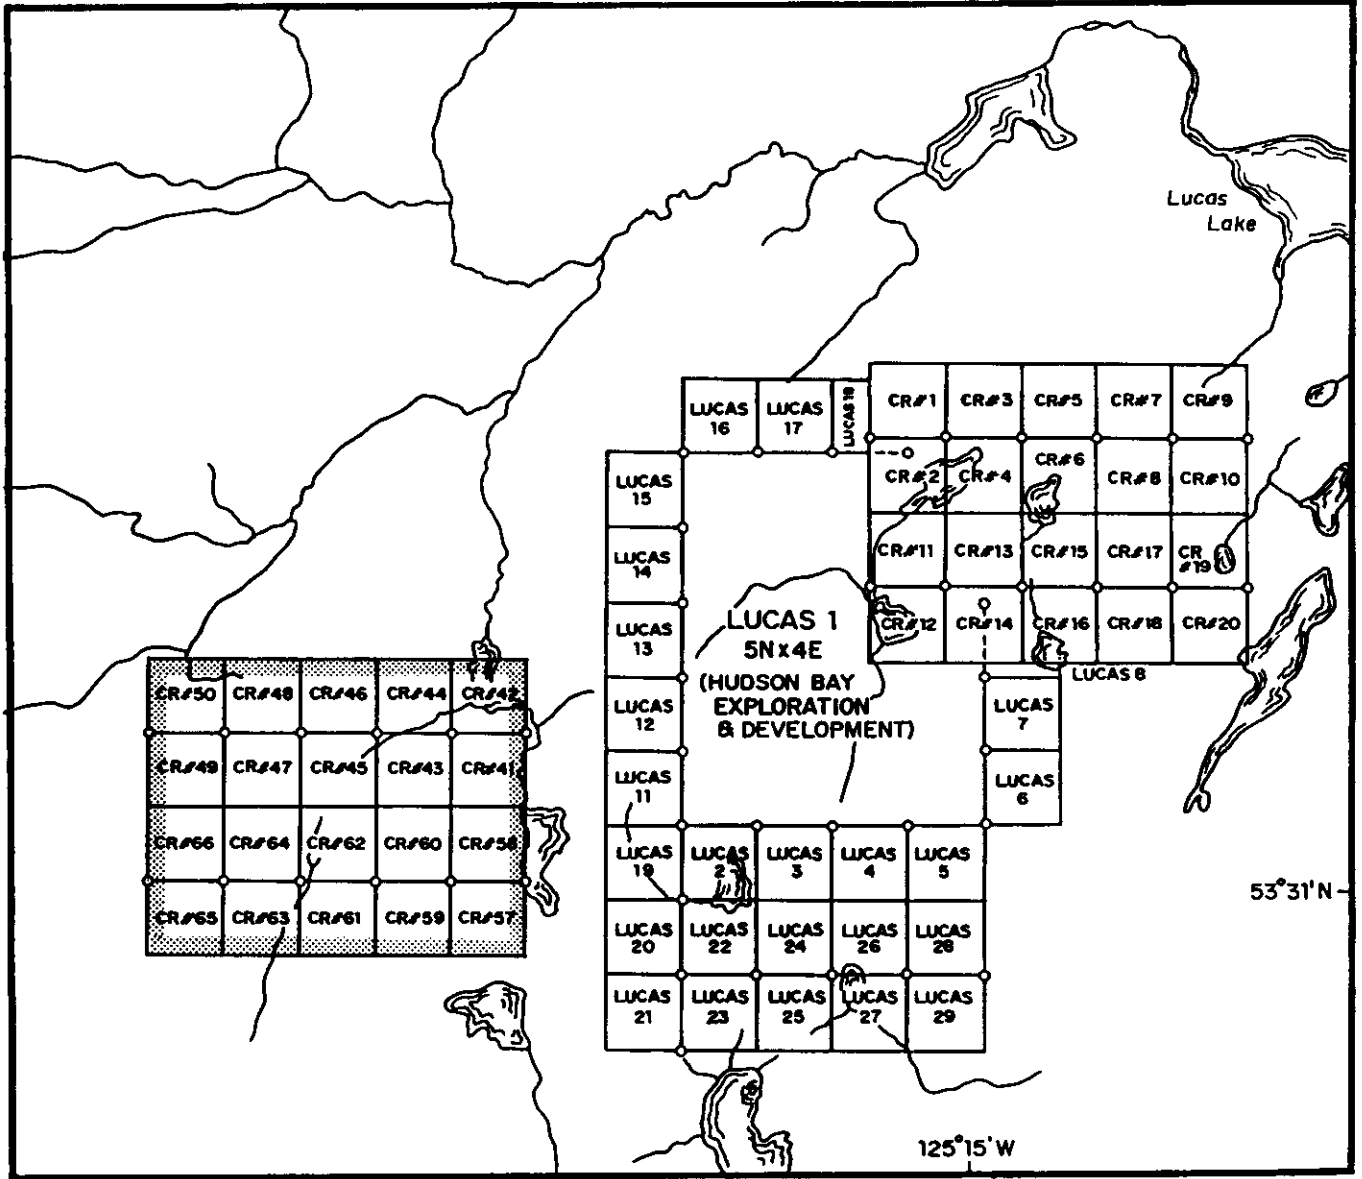 Lucas
Lake
LUCAS
16
LUCAS
17
LUCAS 18
CR#1
CR#3
CR#5
CR#7
CR#9
LUCAS
15
CR#2
CR#4
CR#6
CR#8
CR#10
LUCAS
14
CR#11
CR#13
CR#15
CR#17
CR
#19
LUCAS
13
LUCAS 1
5N x 4E
(HUDSON BAY
EXPLORATION
& DEVELOPMENT)
CR#12
CR#14
CR#16
CR#18
CR#20
LUCAS 8
CR#50
CR#48
CR#46
CR#44
CR#42
LUCAS
12
LUCAS
7
CR#49
CR#47
CR#45
CR#43
CR#41
LUCAS
11
LUCAS
6
CR#66
CR#64
CR#62
CR#60
CR#58
LUCAS
19
LUCAS
2
LUCAS
3
LUCAS
4
LUCAS
5
53°31'N
CR#65
CR#63
CR#61
CR#59
CR#57
LUCAS
20
LUCAS
22
LUCAS
24
LUCAS
26
LUCAS
28
LUCAS
21
LUCAS
23
LUCAS
25
LUCAS
27
LUCAS
29
125°15'W